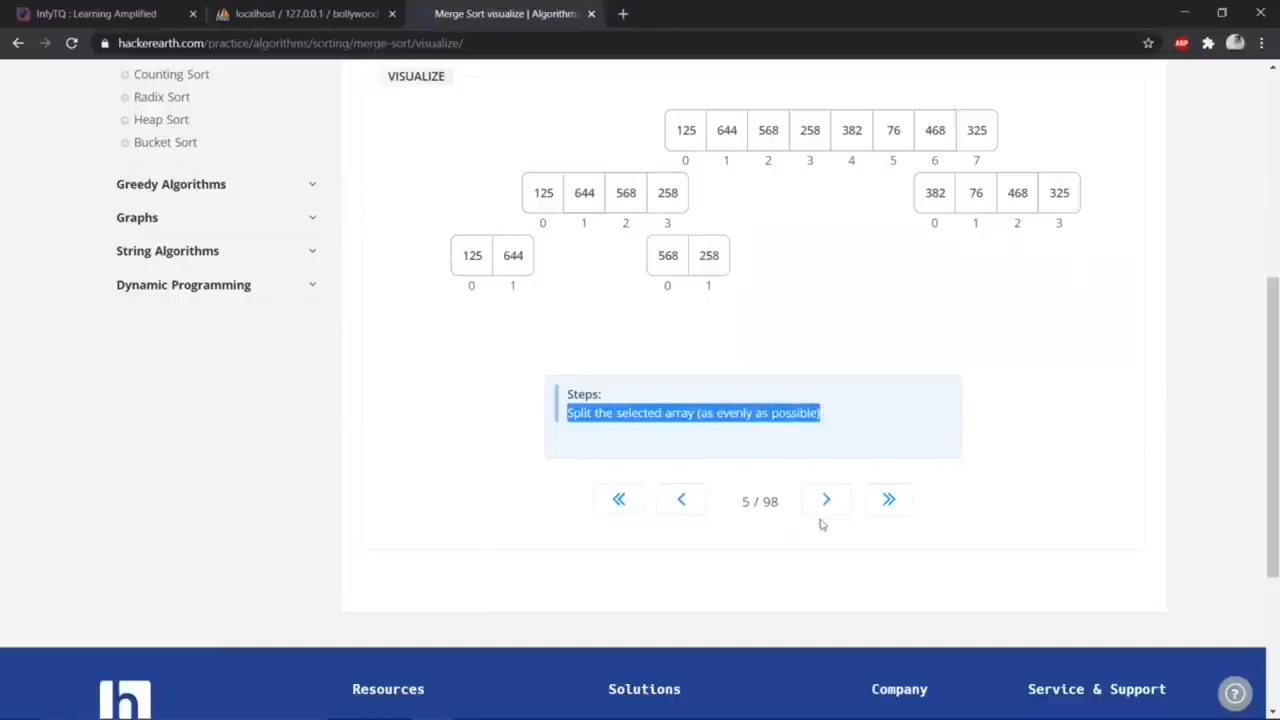 InfyTQ : Learning Amplified
localhost / 127.0.0.1 / bollywood
Merge Sort visualize | Algorithm
hackerearth.com/practice/algorithms/sorting/merge-sort/visualize/
ABP
Counting Sort
Radix Sort
Heap Sort
Bucket Sort
Greedy Algorithms
Graphs
String Algorithms
Dynamic Programming
VISUALIZE
125 644 568 258 382 76 468 325
0 1 2 3 4 5 6 7
125 644 568 258 382 76 468 325
0 1 2 3 0 1 2 3
125 644 568 258
0 1 0 1
Steps:
Split the selected array (as evenly as possible)
5 / 98
h
Resources Solutions Company Service & Support